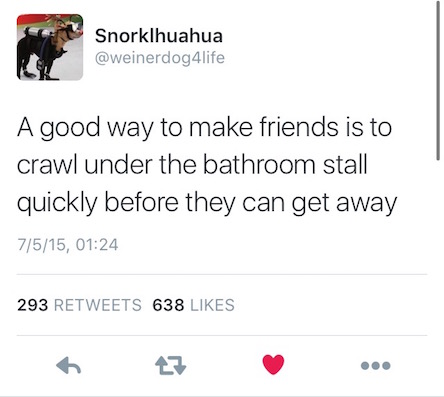 Snorklhuahua
@weinerdog4life
A good way to make friends is to
crawl under the bathroom stall
quickly before they can get away
7/5/15, 01:24
293 RETWEETS 638 LIKES